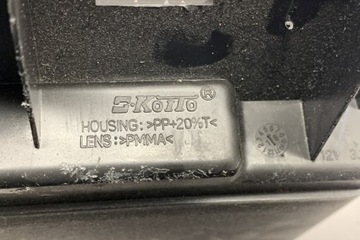 E-Kotto®
HOUSING:>PP+20%T<
LENS:>PMMA<
12V